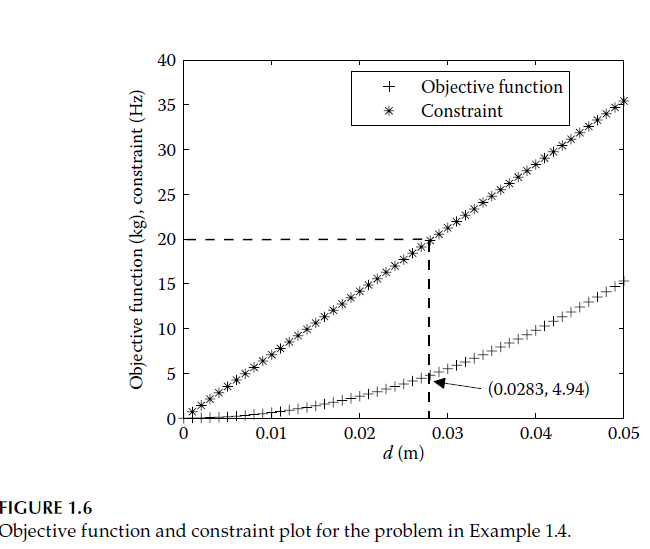 40
35
30
25
20
15
10
5
0
Objective function (kg), constraint (Hz)
Objective function
Constraint
(0.0283, 4.94)
0 0.01 0.02 0.03 0.04 0.05
d (m)
FIGURE 1.6
Objective function and constraint plot for the problem in Example 1.4.